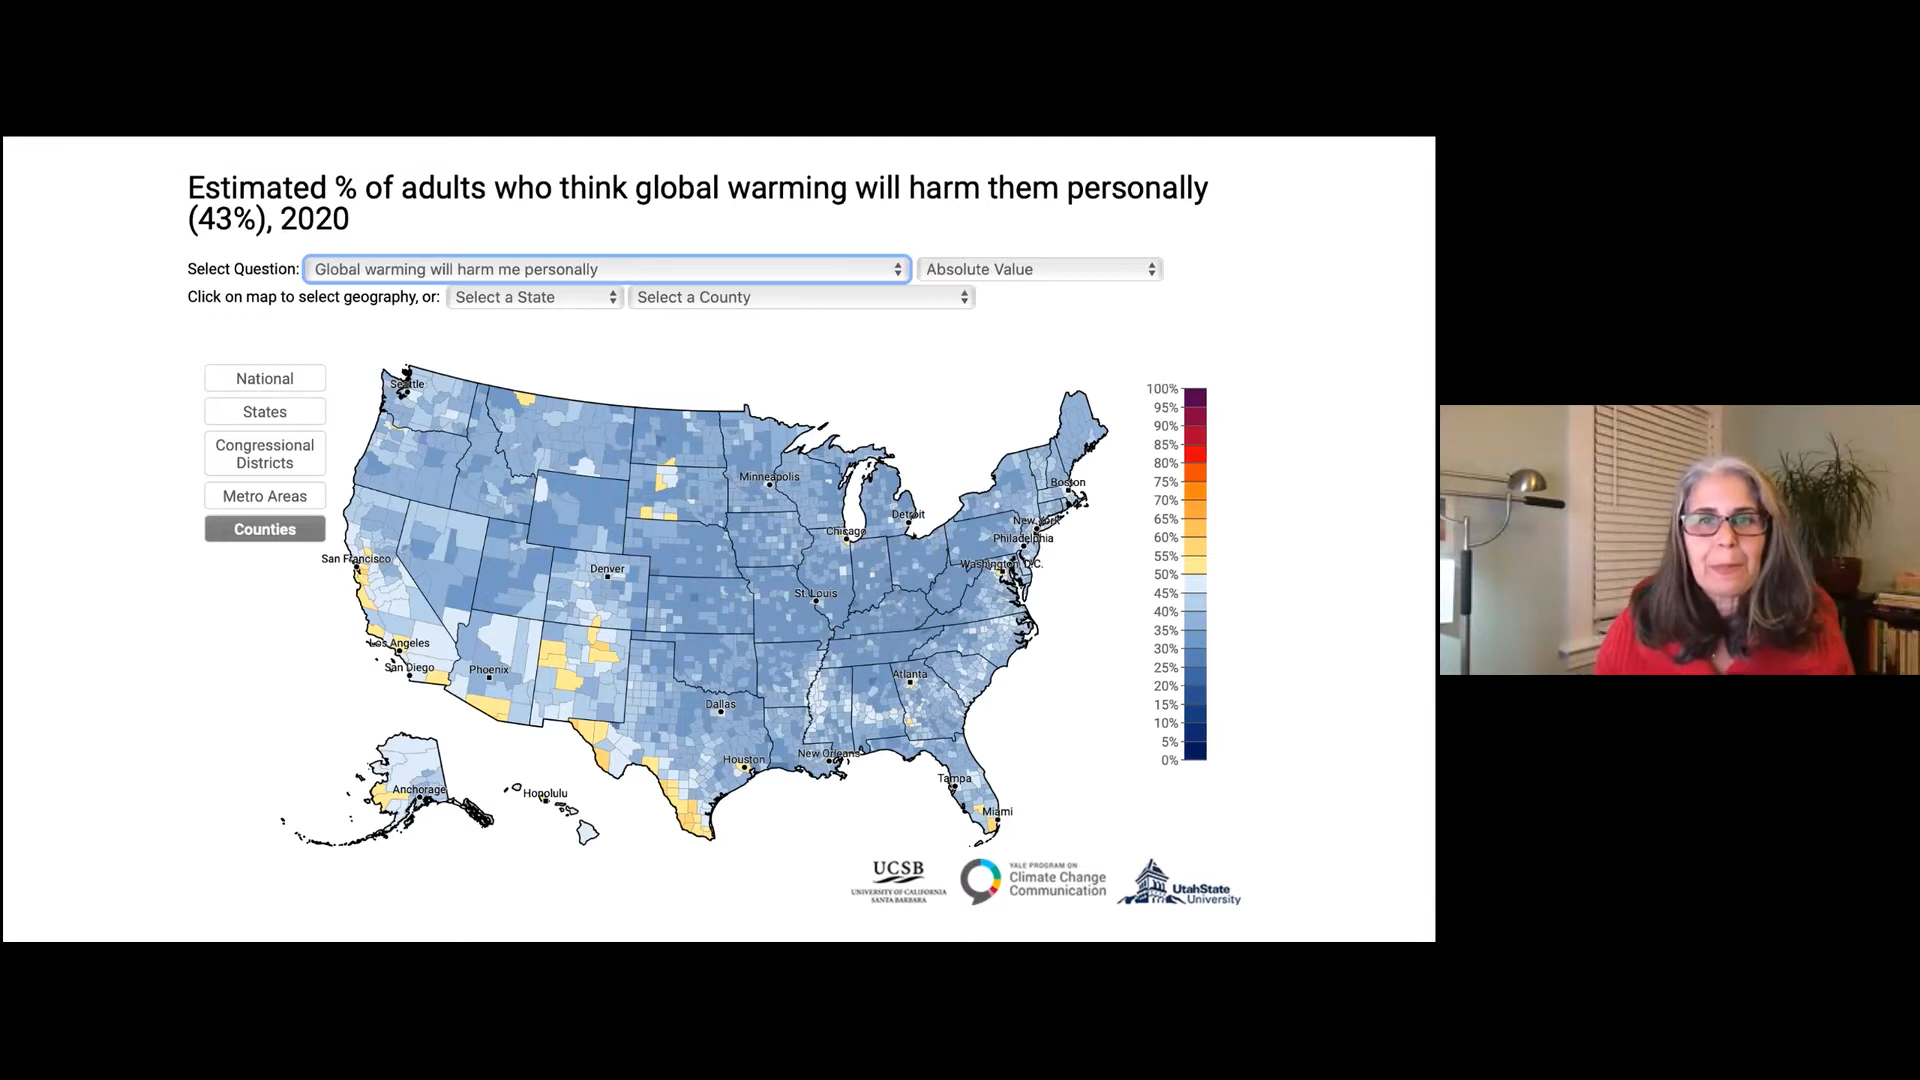 Estimated % of adults who think global warming will harm them personally
(43%), 2020
Select Question: Global warming will harm me personally Absolute Value
Click on map to select geography, or: Select a State Select a County
National
States
Congressional
Districts
Metro Areas
Counties
Seattle
Minneapolis
Boston
Detroit
New York
Chicago
Philadelphia
San Francisco
Washington, D.C.
Denver
St. Louis
Los Angeles
San Diego
Phoenix
Atlanta
Dallas
New Orleans
Houston
Tampa
Anchorage
Honolulu
Miami
100%
95%
90%
85%
80%
75%
70%
65%
60%
55%
50%
45%
40%
35%
30%
25%
20%
15%
10%
5%
0%
UCSB
UNIVERSITY OF CALIFORNIA
SANTA BARBARA
YALE PROGRAM ON
Climate Change
Communication
UtahState
University